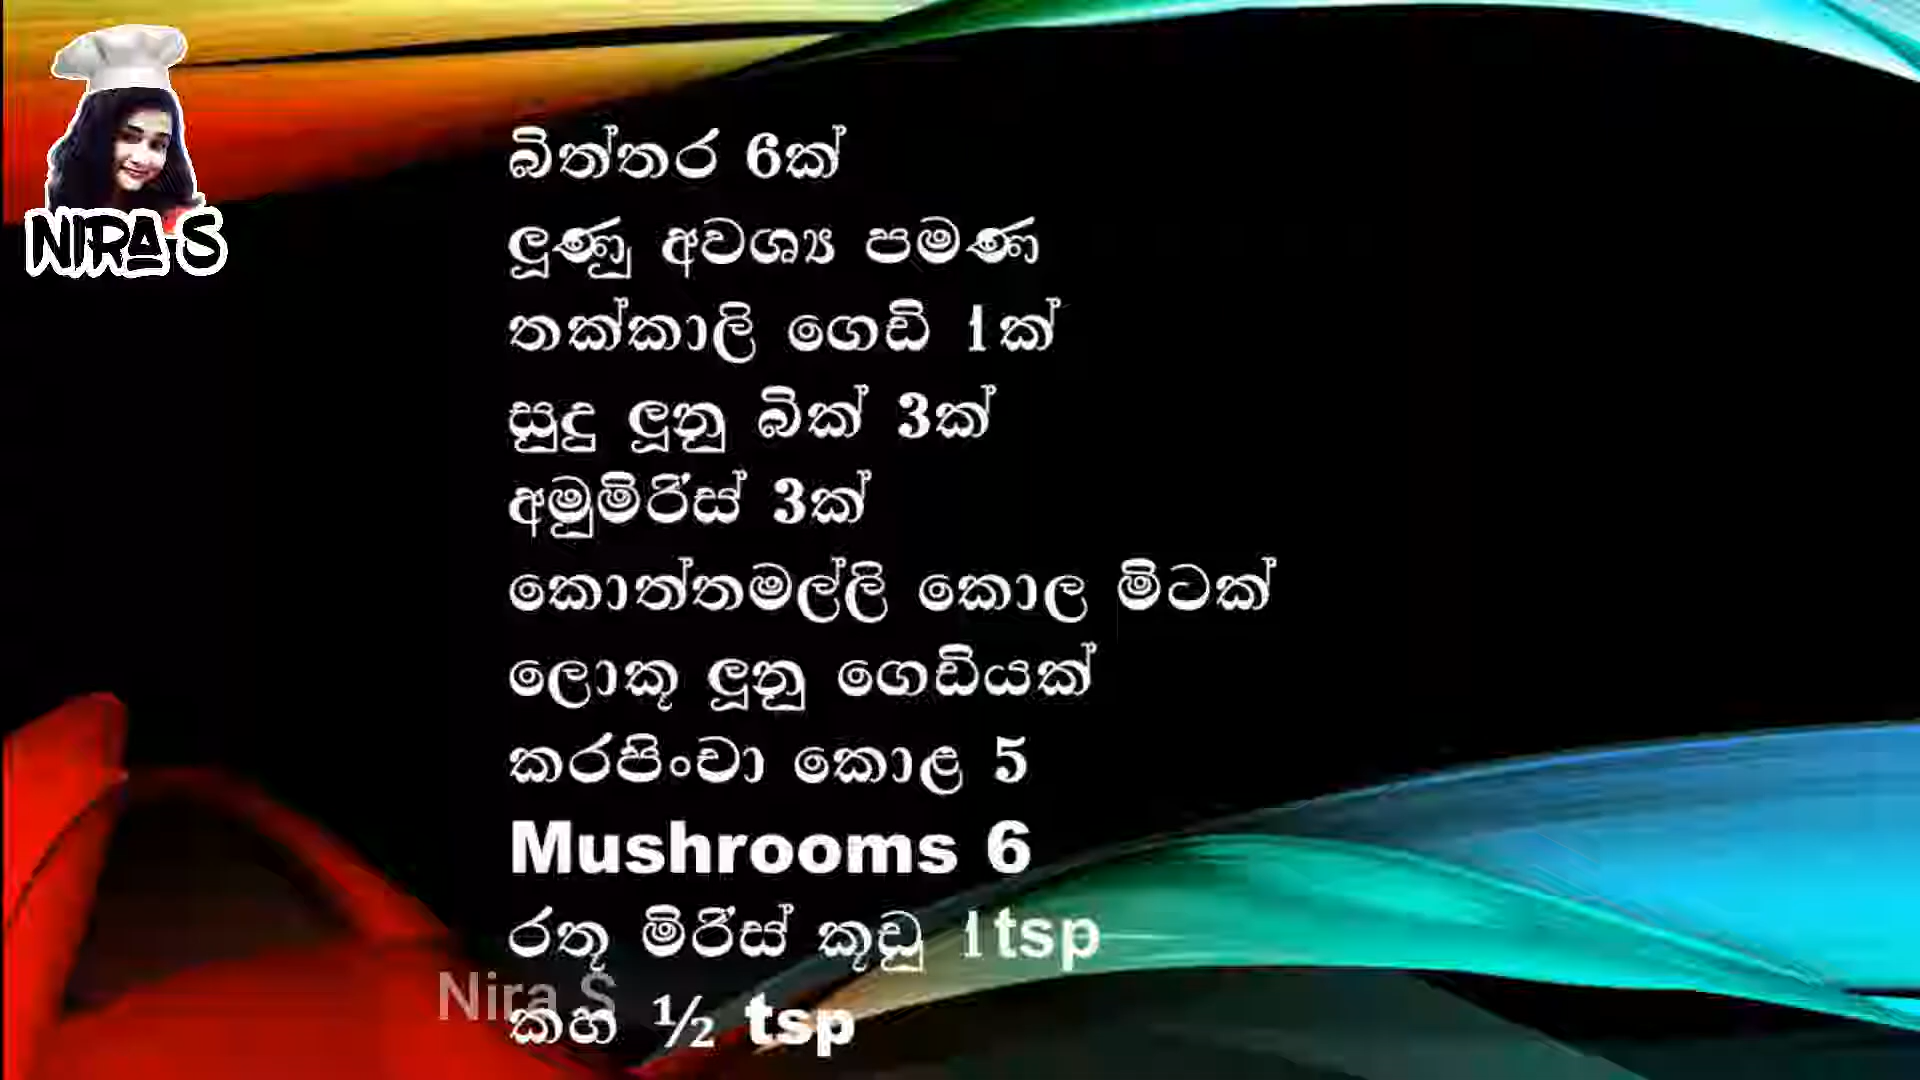 NIRA S
බිත්තර 6ක්
ලූණු අවශ්‍ය පමණ
තක්කාලි ගෙඩි 1ක්
සුදු ලූනු බික් 3ක්
අමුමිරිස් 3ක්
කොත්තමල්ලි කොල මිටක්
ලොකු ලූනු ගෙඩියක්
කරපිංචා කොළ 5
Mushrooms 6
රතු මිරිස් කුඩු 1tsp
Nira S
කහ ½ tsp